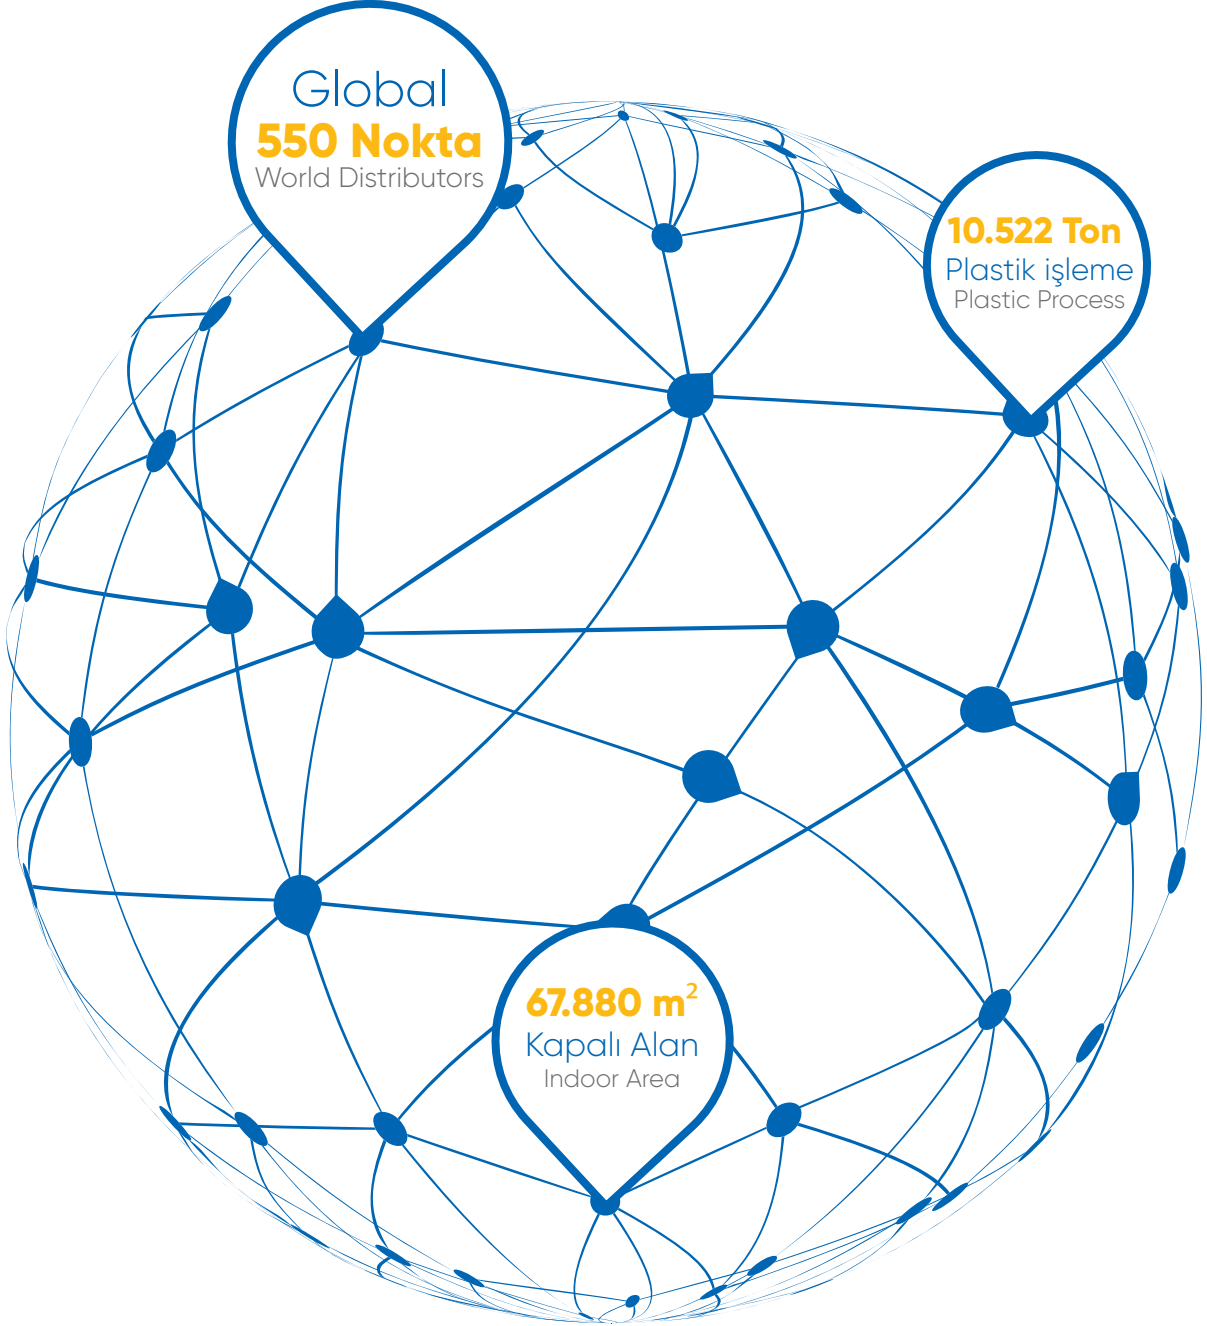 Global
550 Nokta
World Distributors
10.522 Ton
Plastik işleme
Plastic Process
67.880 m²
Kapalı Alan
Indoor Area